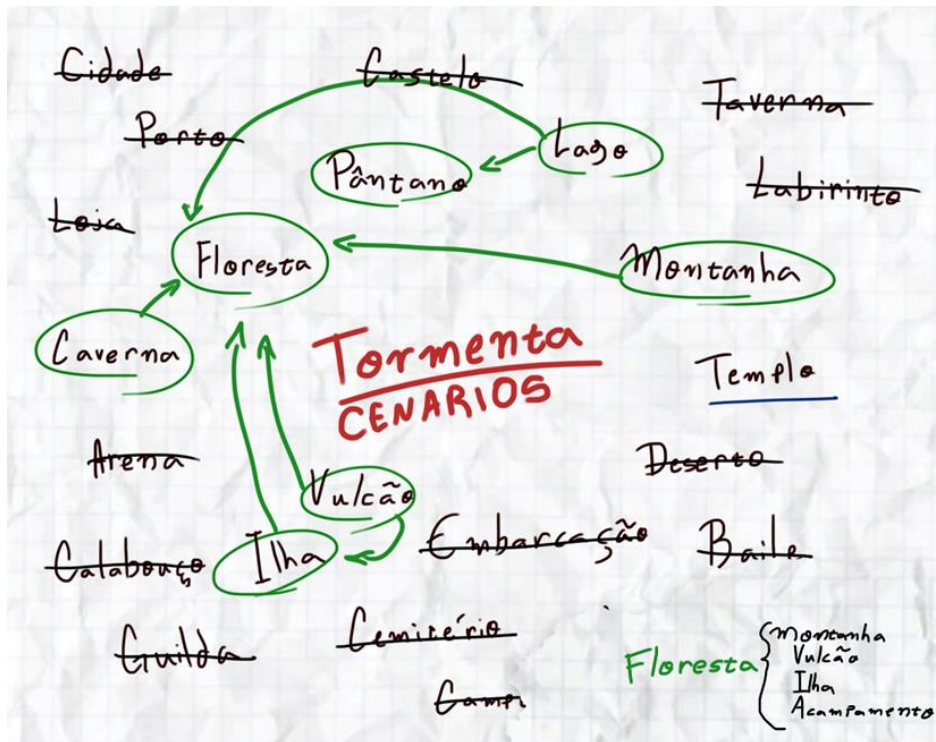 Cidade
Castelo
Taverna
Porto
Lago
Pântano
Labirinto
Loja
Floresta
Montanha
Caverna
Tormenta
CENARIOS
Templo
Arena
Deserto
Vulcão
Embarcação
Baile
Calabouço
Ilha
Guilda
Cemitério
Floresta
Montanha
Vulcão
Ilha
Acampamento